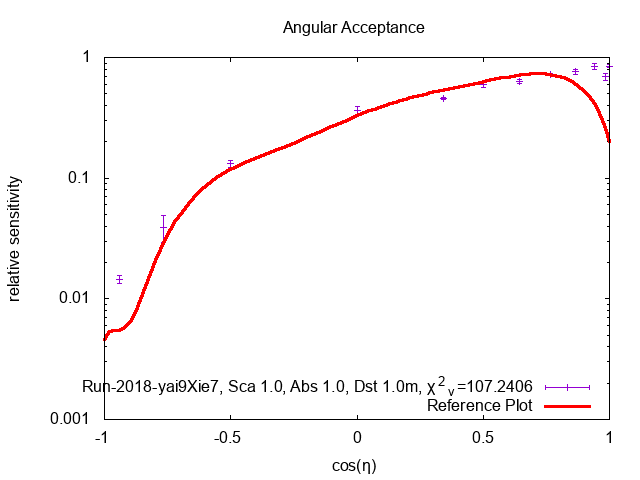 Angular Acceptance
relative sensitivity
1
0.1
0.01
0.001
-1
-0.5
0
0.5
1
cos(η)
Run-2018-yai9Xie7, Sca 1.0, Abs 1.0, Dst 1.0m, χ²ᵥ=107.2406
Reference Plot